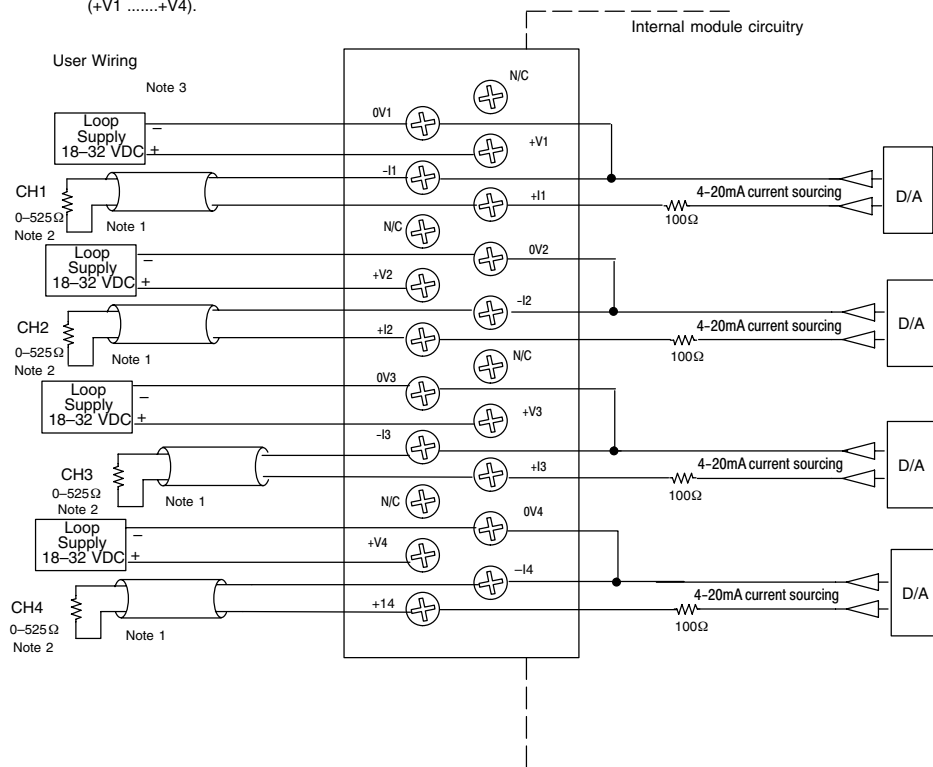 (+V1 .......+V4).
Internal module circuitry
User Wiring
Note 3
N/C
0V1
Loop
Supply
18–32 VDC
–
+
+V1
-I1
CH1
0–525Ω
Note 2
Note 1
+I1
100Ω
4-20mA current sourcing
D/A
N/C
0V2
Loop
Supply
18–32 VDC
–
+
+V2
-I2
CH2
0–525Ω
Note 2
Note 1
+I2
100Ω
4-20mA current sourcing
D/A
N/C
0V3
Loop
Supply
18–32 VDC
–
+
+V3
-I3
CH3
0–525Ω
Note 2
Note 1
+I3
100Ω
4-20mA current sourcing
D/A
N/C
0V4
Loop
Supply
18–32 VDC
–
+
+V4
–I4
CH4
0–525Ω
Note 2
Note 1
+14
100Ω
4-20mA current sourcing
D/A